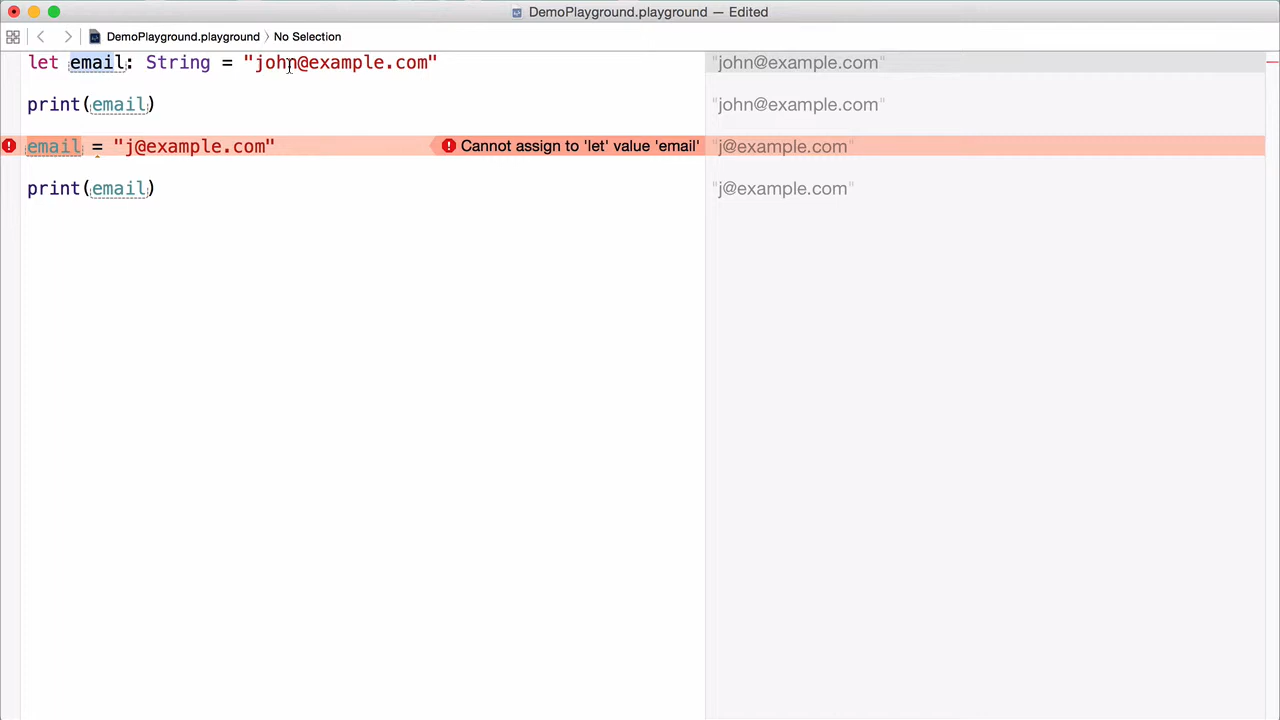 DemoPlayground.playground — Edited
DemoPlayground.playground 〉 No Selection
let email: String = "john@example.com" "john@example.com"
print(email) "john@example.com"
email = "j@example.com" Cannot assign to 'let' value 'email' "j@example.com"
print(email) "j@example.com"